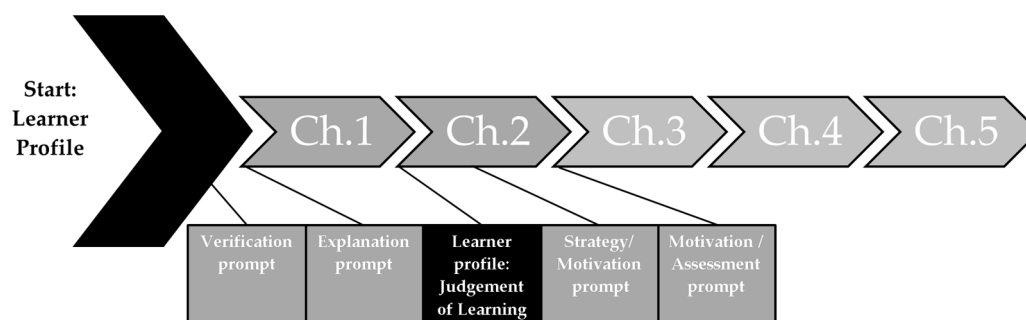 Start:
Learner
Profile
Ch.1
Ch.2
Ch.3
Ch.4
Ch.5
Verification
prompt
Explanation
prompt
Learner
profile:
Judgement
of Learning
Strategy/
Motivation
prompt
Motivation /
Assessment
prompt